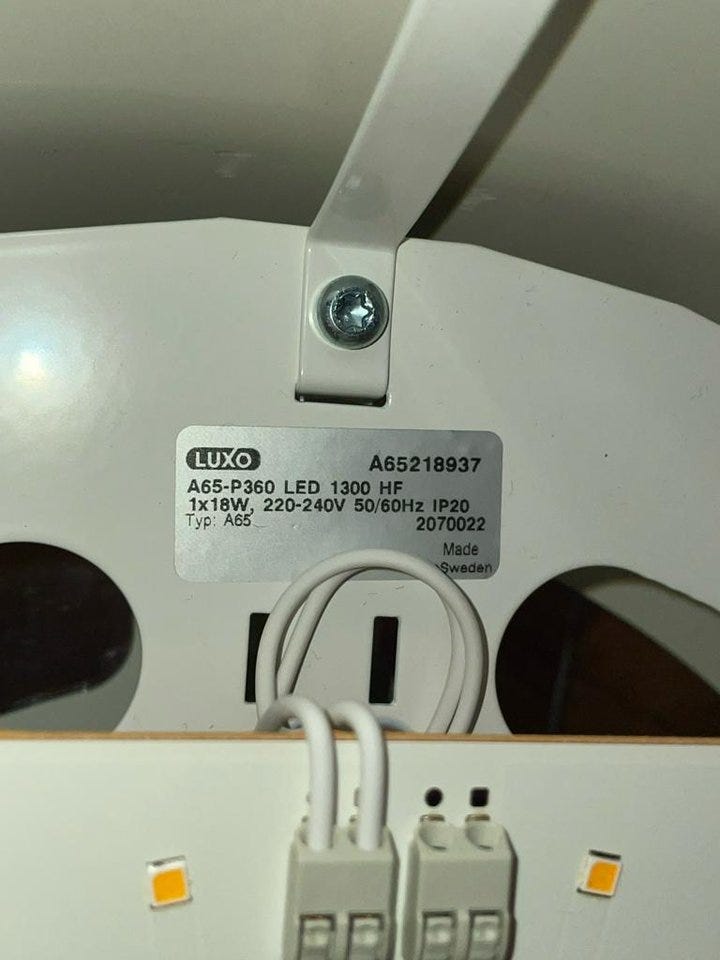 LUXO A65218937
A65-P360 LED 1300 HF
1x18W, 220-240V 50/60Hz IP20
Typ: A65 2070022
Made
Sweden